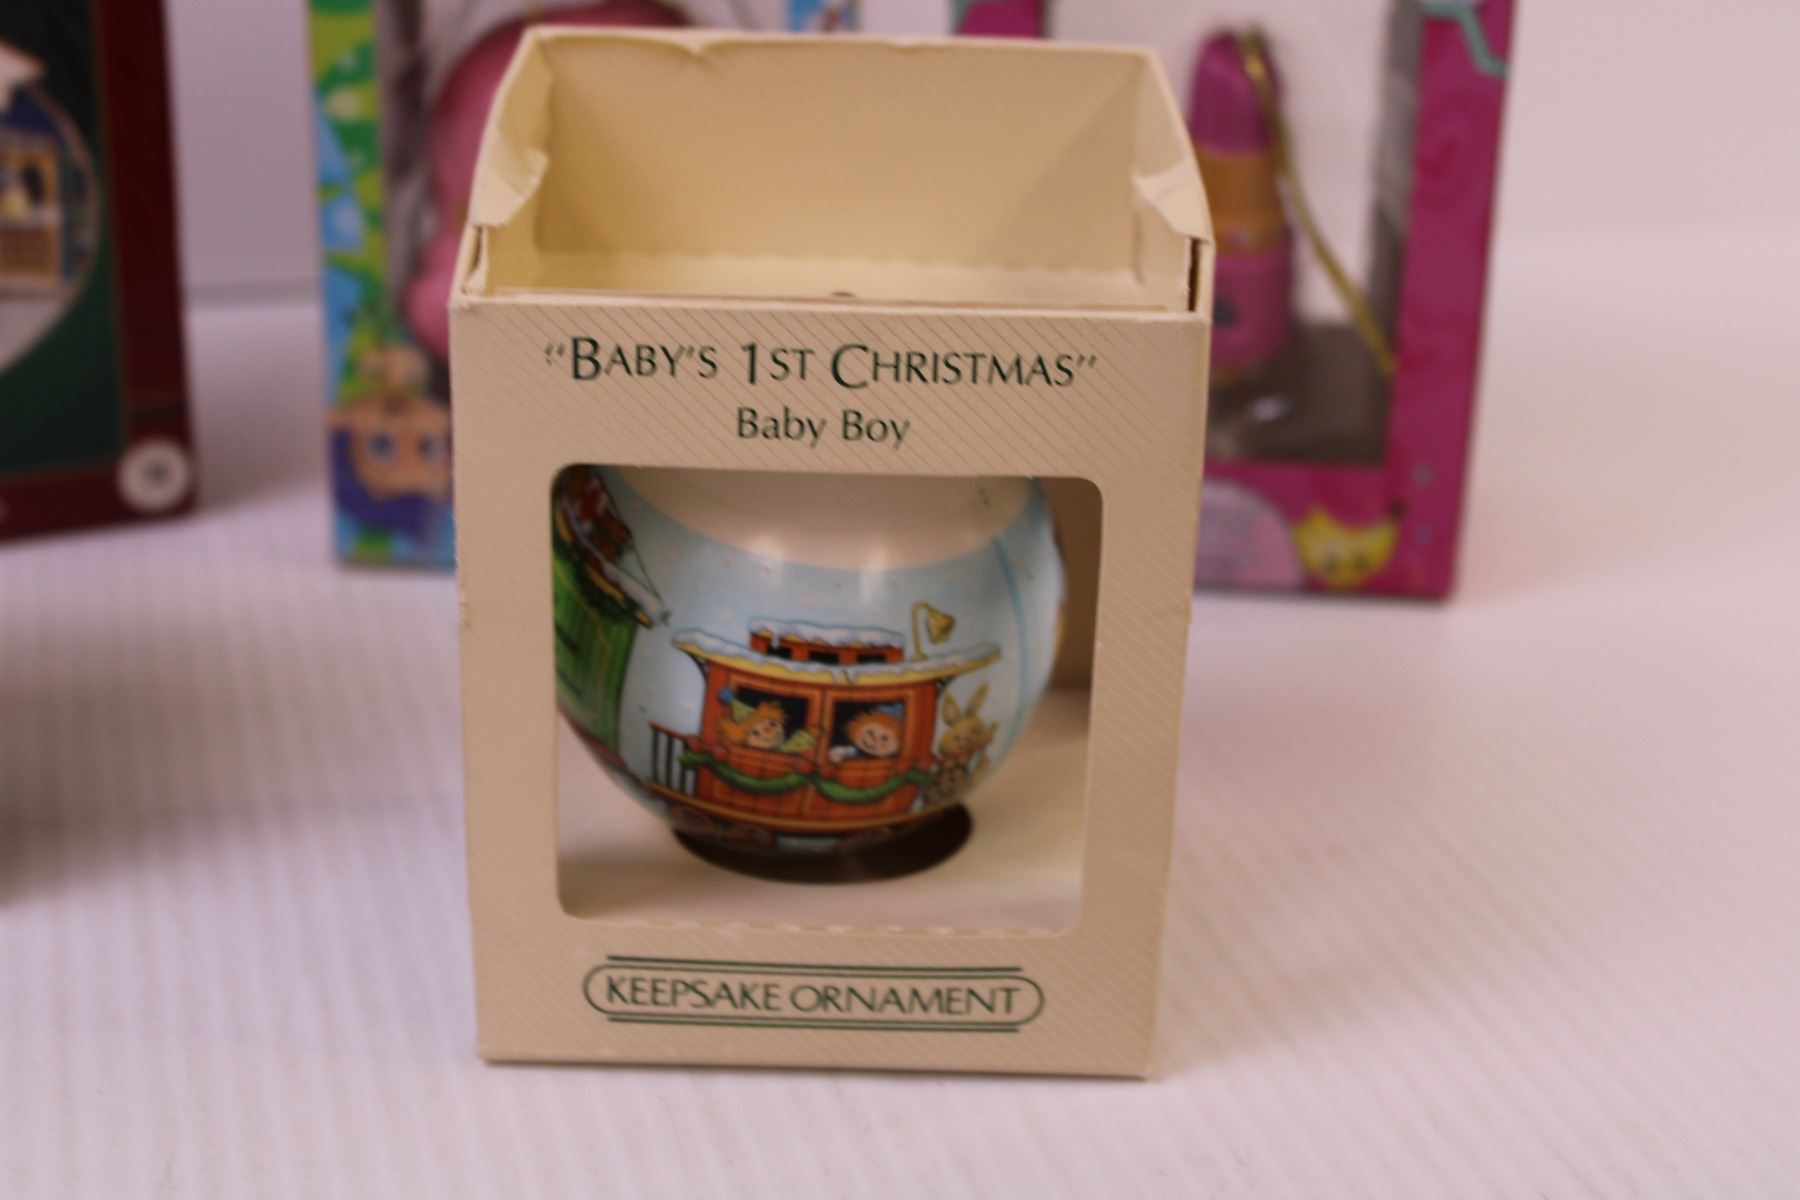 "BABY'S 1ST CHRISTMAS"
Baby Boy
KEEPSAKE ORNAMENT